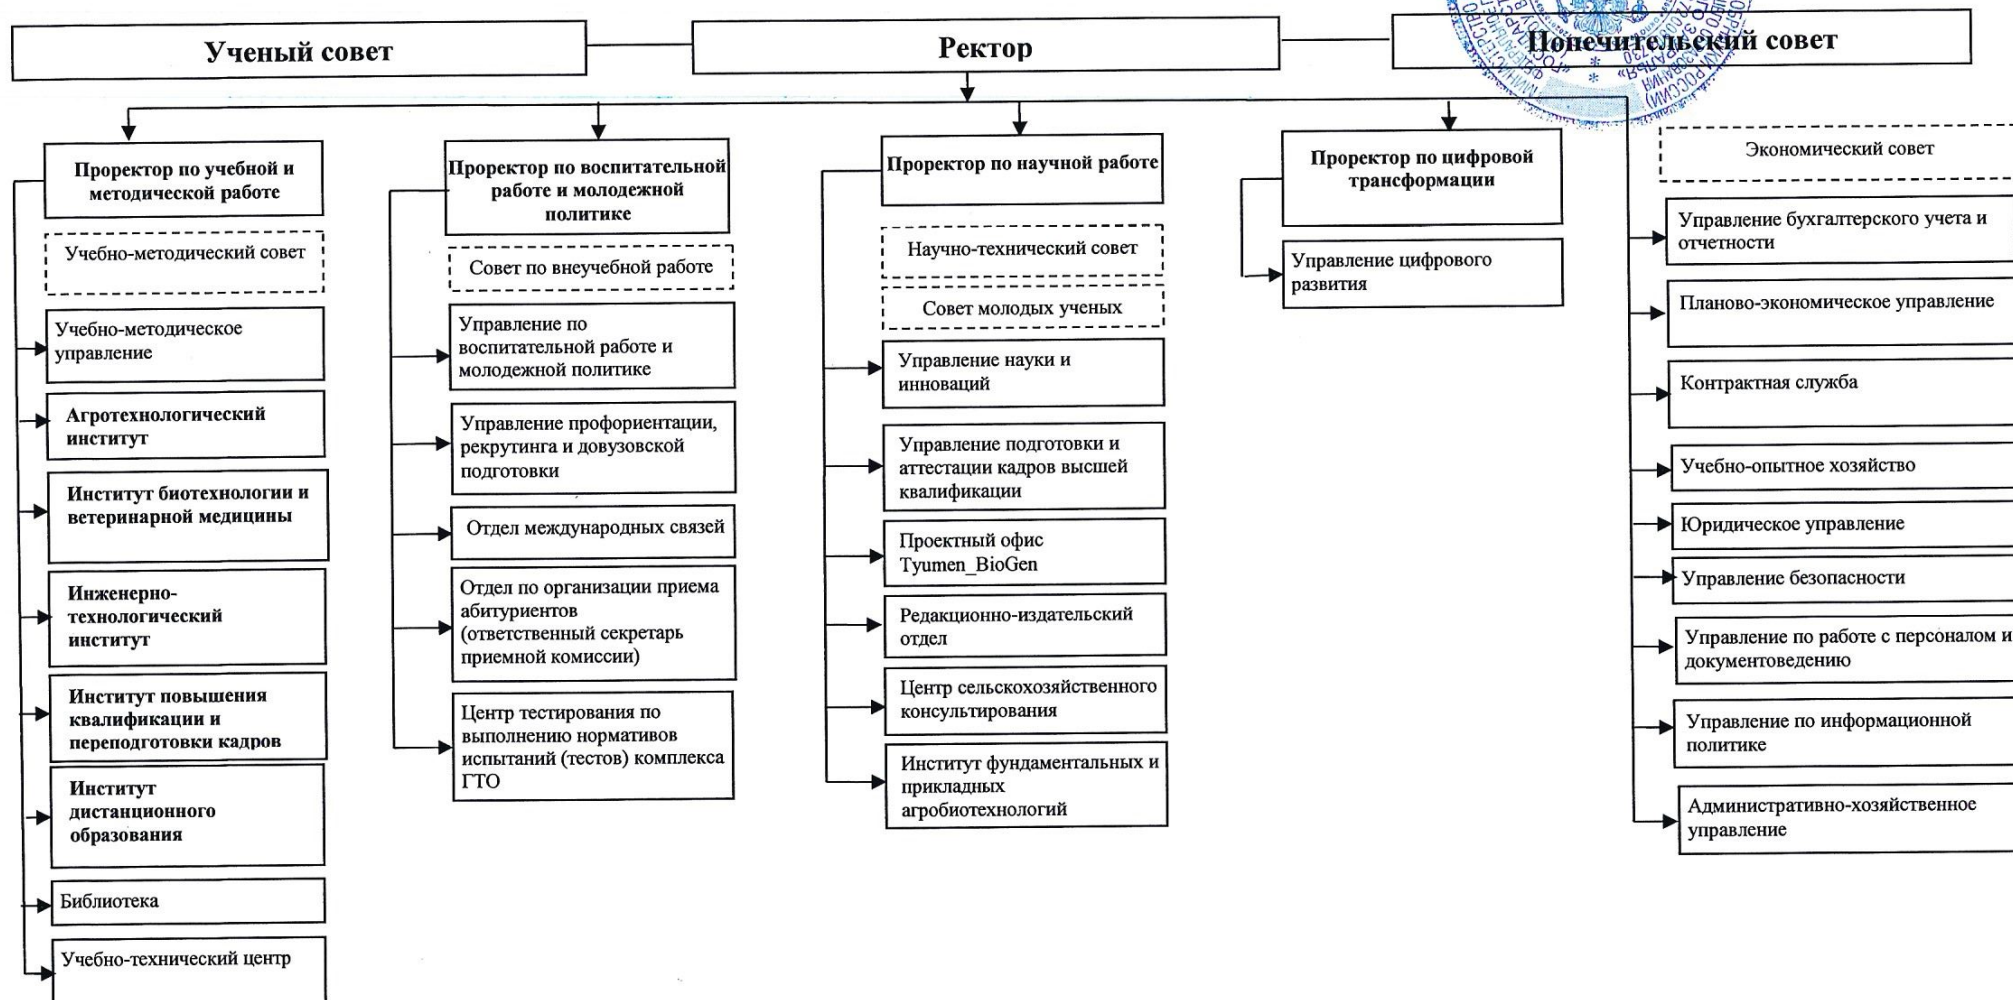 Ученый совет
Ректор
Попечительский совет
Проректор по учебной и
методической работе
Учебно-методический совет
Учебно-методическое
управление
Агротехнологический
институт
Институт биотехнологии и
ветеринарной медицины
Инженерно-
технологический
институт
Институт повышения
квалификации и
переподготовки кадров
Институт
дистанционного
образования
Библиотека
Учебно-технический центр
Проректор по воспитательной
работе и молодежной
политике
Совет по внеучебной работе
Управление по
воспитательной работе и
молодежной политике
Управление профориентации,
рекрутинга и довузовской
подготовки
Отдел международных связей
Отдел по организации приема
абитуриентов
(ответственный секретарь
приемной комиссии)
Центр тестирования по
выполнению нормативов
испытаний (тестов) комплекса
ГТО
Проректор по научной работе
Научно-технический совет
Совет молодых ученых
Управление науки и
инноваций
Управление подготовки и
аттестации кадров высшей
квалификации
Проектный офис
Tyumen_BioGen
Редакционно-издательский
отдел
Центр сельскохозяйственного
консультирования
Институт фундаментальных и
прикладных
агробиотехнологий
Проректор по цифровой
трансформации
Управление цифрового
развития
Экономический совет
Управление бухгалтерского учета и
отчетности
Планово-экономическое управление
Контрактная служба
Учебно-опытное хозяйство
Юридическое управление
Управление безопасности
Управление по работе с персоналом и
документоведению
Управление по информационной
политике
Административно-хозяйственное
управление